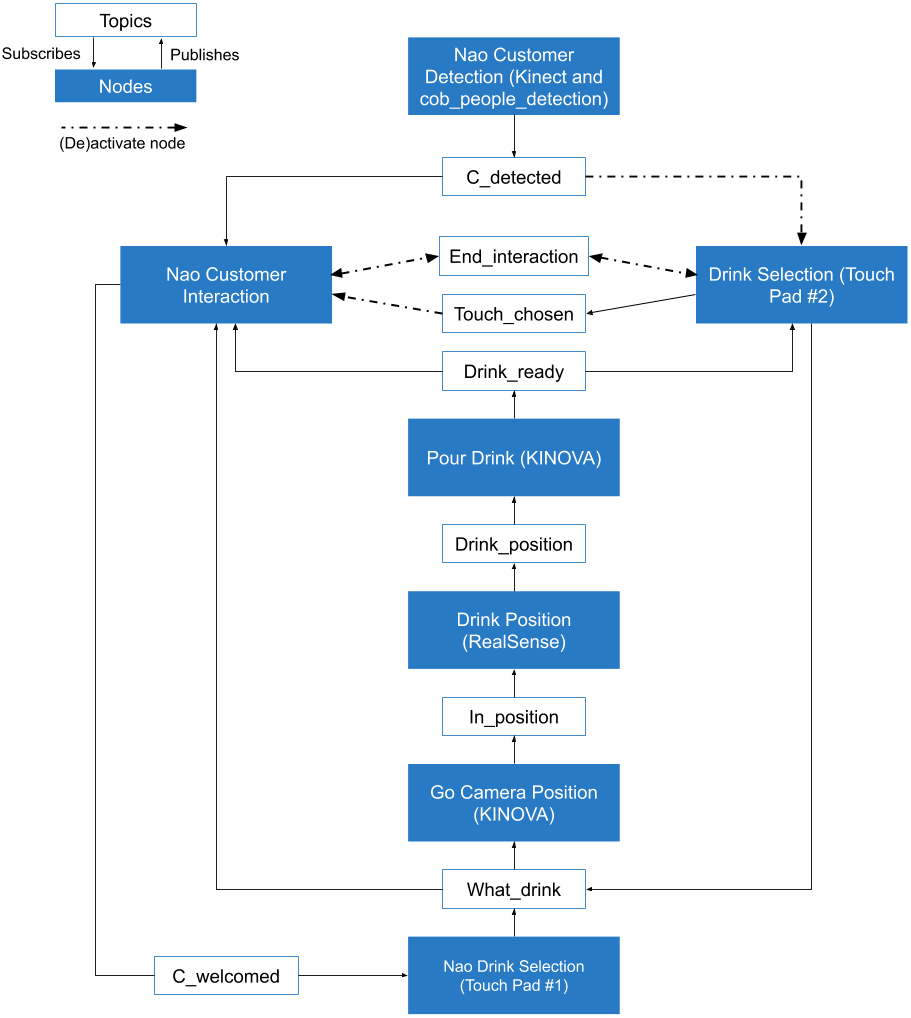 Topics
Subscribes
Publishes
Nodes
(De)activate node
Nao Customer
Detection (Kinect and
cob_people_detection)
C_detected
Nao Customer
Interaction
End_interaction
Drink Selection (Touch
Pad #2)
Touch_chosen
Drink_ready
Pour Drink (KINOVA)
Drink_position
Drink Position
(RealSense)
In_position
Go Camera Position
(KINOVA)
What_drink
Nao Drink Selection
(Touch Pad #1)
C_welcomed